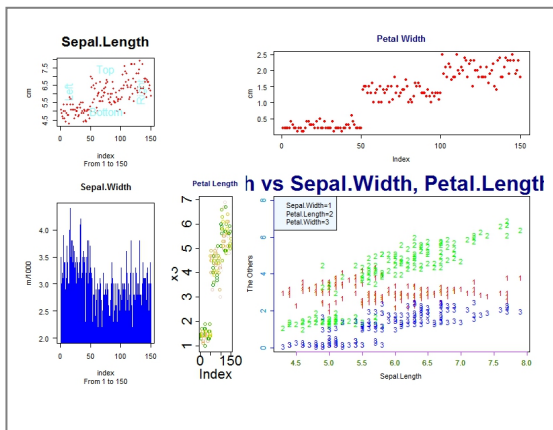 Sepal.Length
7.5
6.5
5.5
4.5
cm
Top
Left
Bottom
0 50 100 150
index
From 1 to 150
Petal Width
2.5
2.0
1.5
1.0
0.5
cm
0 50 100 150
Index
Sepal.Width
4.0
3.5
3.0
2.5
2.0
m/1000
0 50 100 150
index
From 1 to 150
Petal Length
7
6
5
4
3
2
1
x3
0 150
Index
h vs Sepal.Width, Petal.Length
Sepal.Width=1
Petal.Length=2
Petal.Width=3
8
6
4
2
0
The Others
4.5 5.0 5.5 6.0 6.5 7.0 7.5 8.0
Sepal.Length